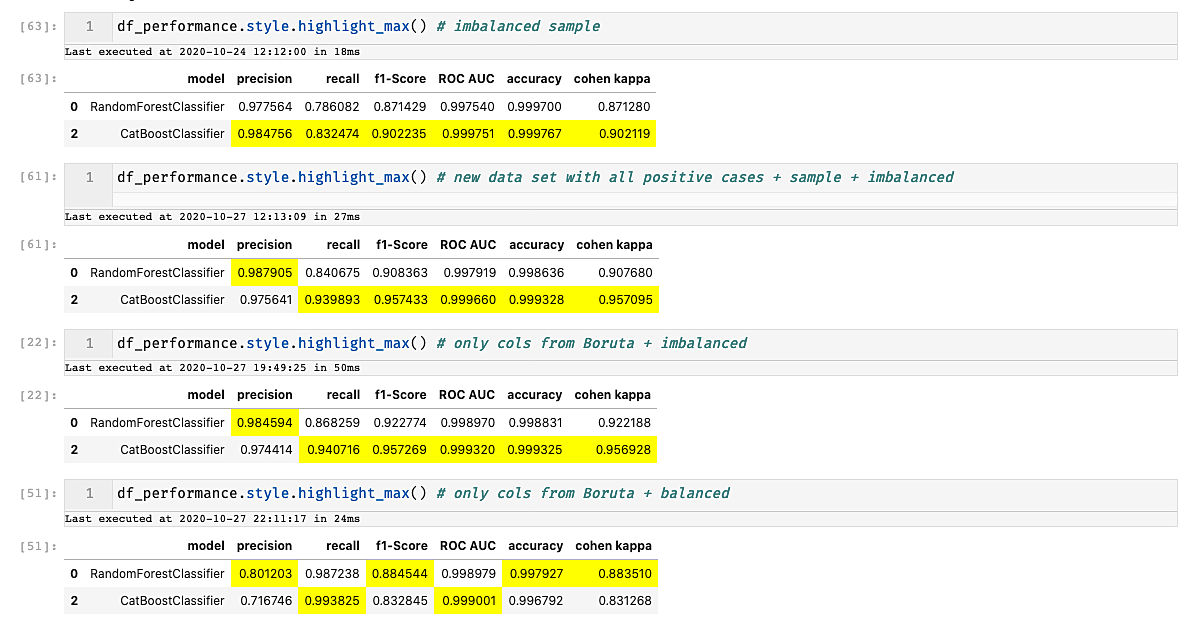 [63]: 1 df_performance.style.highlight_max() # imbalanced sample
Last executed at 2020-10-24 12:12:00 in 18ms
[63]: model precision recall f1-Score ROC AUC accuracy cohen kappa
0 RandomForestClassifier 0.977564 0.786082 0.871429 0.997540 0.999700 0.871280
2 CatBoostClassifier 0.984756 0.832474 0.902235 0.999751 0.999767 0.902119
[61]: 1 df_performance.style.highlight_max() # new data set with all positive cases + sample + imbalanced
Last executed at 2020-10-27 12:13:09 in 27ms
[61]: model precision recall f1-Score ROC AUC accuracy cohen kappa
0 RandomForestClassifier 0.987905 0.840675 0.908363 0.997919 0.998636 0.907680
2 CatBoostClassifier 0.975641 0.939893 0.957433 0.999660 0.999328 0.957095
[22]: 1 df_performance.style.highlight_max() # only cols from Boruta + imbalanced
Last executed at 2020-10-27 19:49:25 in 50ms
[22]: model precision recall f1-Score ROC AUC accuracy cohen kappa
0 RandomForestClassifier 0.984594 0.868259 0.922774 0.998970 0.998831 0.922188
2 CatBoostClassifier 0.974414 0.940716 0.957269 0.999320 0.999325 0.956928
[51]: 1 df_performance.style.highlight_max() # only cols from Boruta + balanced
Last executed at 2020-10-27 22:11:17 in 24ms
[51]: model precision recall f1-Score ROC AUC accuracy cohen kappa
0 RandomForestClassifier 0.801203 0.987238 0.884544 0.998979 0.997927 0.883510
2 CatBoostClassifier 0.716746 0.993825 0.832845 0.999001 0.996792 0.831268